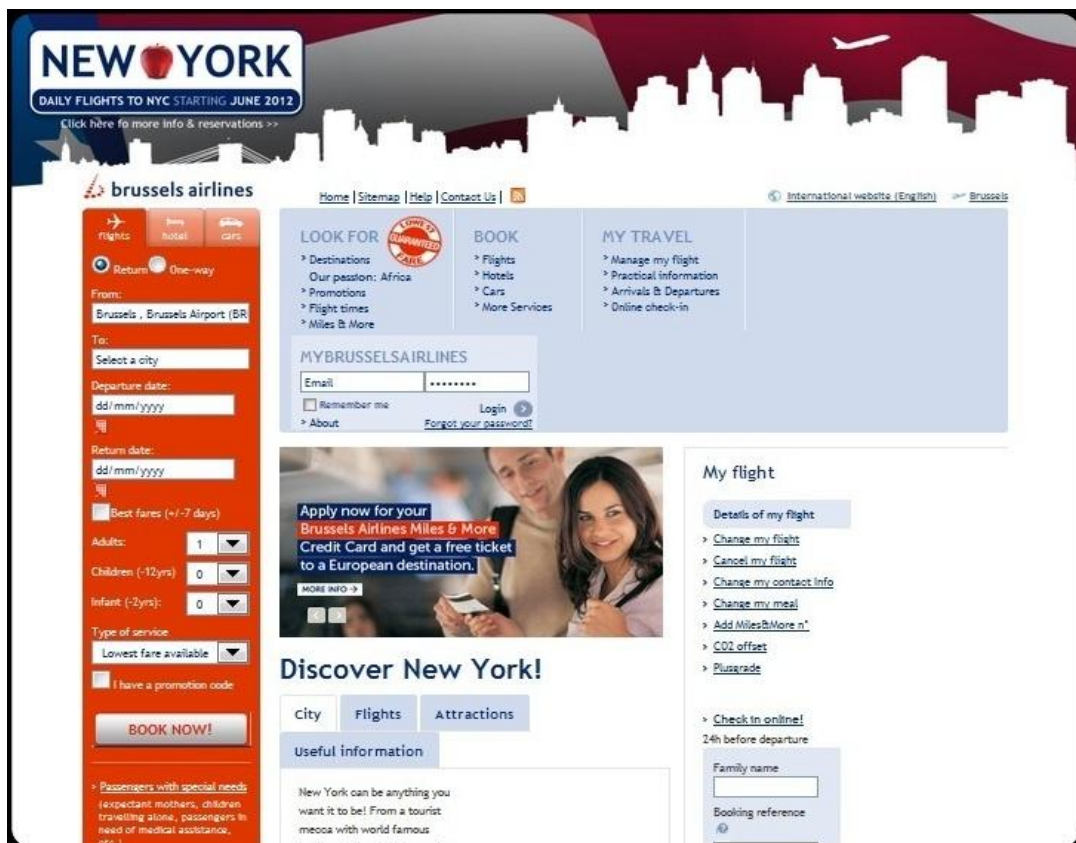 NEW YORK
DAILY FLIGHTS TO NYC STARTING JUNE 2012
Click here fo more info & reservations >>
brussels airlines
Home | Sitemap | Help | Contact Us |
International website (English)
Brussels
flights
hotel
cars
Return
One-way
From:
Brussels , Brussels Airport (BR
To:
Select a city
Departure date:
dd/mm/yyyy
Return date:
dd/mm/yyyy
Best fares (+/-7 days)
Adults:
1
Children (-12yrs)
0
Infant (-2yrs):
0
Type of service
Lowest fare available
I have a promotion code
BOOK NOW!
> Passengers with special needs
(expectant mothers, children
travelling alone, passengers in
need of medical assistance,
LOOK FOR
LOWEST
GUARANTEED
FARE
> Destinations
Our passion: Africa
> Promotions
> Flight times
> Miles & More
BOOK
> Flights
> Hotels
> Cars
> More Services
MY TRAVEL
> Manage my flight
> Practical information
> Arrivals & Departures
> Online check-in
MYBRUSSELSAIRLINES
Email
••••••••
Remember me
Login
> About
Forgot your password?
Apply now for your
Brussels Airlines Miles & More
Credit Card and get a free ticket
to a European destination.
MORE INFO →
Discover New York!
City
Flights
Attractions
Useful information
New York can be anything you
want it to be! From a tourist
mecca with world famous
My flight
Details of my flight
> Change my flight
> Cancel my flight
> Change my contact info
> Change my meal
> Add Miles&More n°
> CO2 offset
> Plusgrade
> Check in online!
24h before departure
Family name
Booking reference